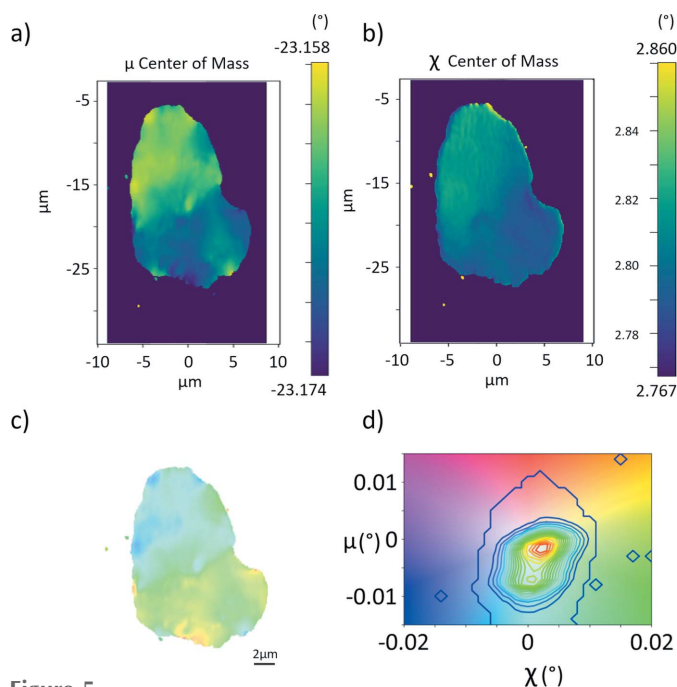 a)
(°)
-23.158
μ Center of Mass
-5
-15
-25
μm
-10 -5 0 5 10
μm
-23.174
b)
(°)
2.860
χ Center of Mass
-5
-15
-25
μm
-10 -5 0 5 10
μm
2.84
2.82
2.80
2.78
2.767
c)
2μm
d)
0.01
μ(°) 0
-0.01
-0.02 0 0.02
χ(°)
Figure 5